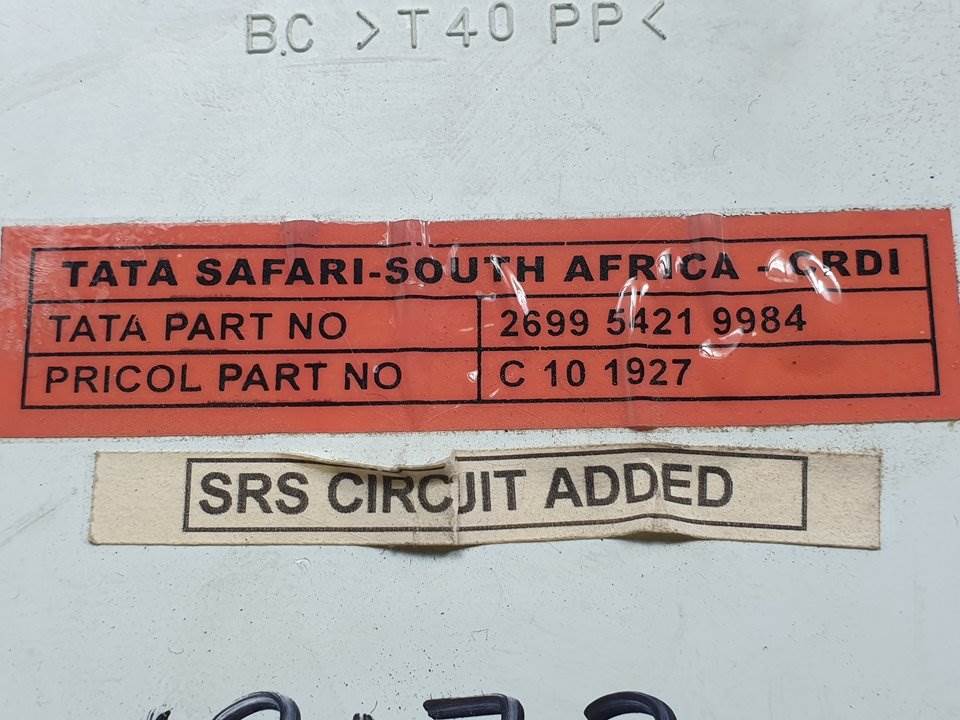 B.C >T40 PP<
TATA SAFARI-SOUTH AFRICA - CRDI
TATA PART NO 2699 5421 9984
PRICOL PART NO C 10 1927
SRS CIRCUIT ADDED